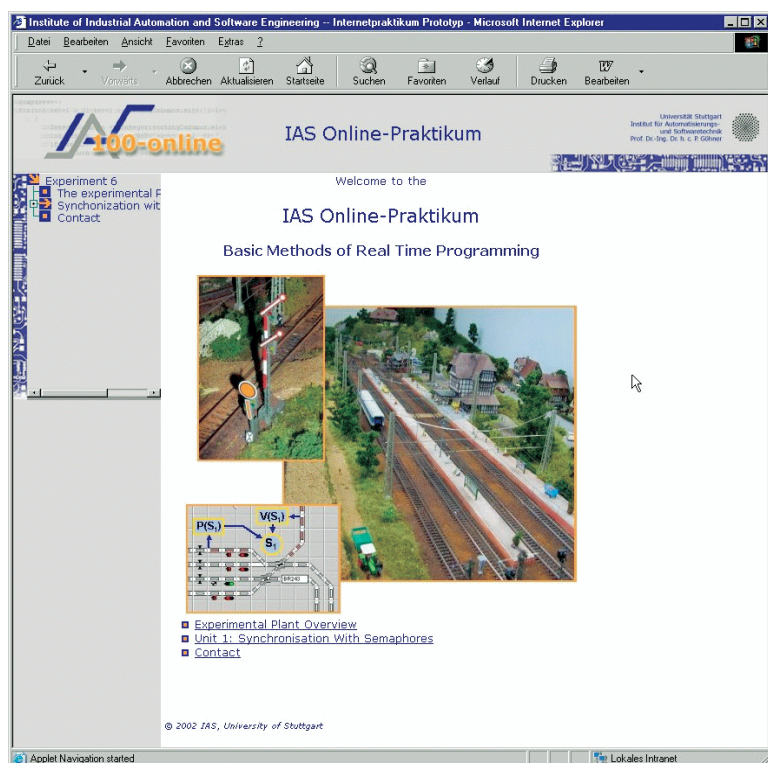 Institute of Industrial Automation and Software Engineering -- Internetpraktikum Prototyp - Microsoft Internet Explorer
Datei Bearbeiten Ansicht Favoriten Extras ?
Zurück Vorwärts Abbrechen Aktualisieren Startseite Suchen Favoriten Verlauf Drucken Bearbeiten
IAS
100-online
IAS Online-Praktikum
Universität Stuttgart
Institut für Automatisierungs-
und Softwaretechnik
Prof. Dr.-Ing. Dr. h. c. P. Göhner
Experiment 6
The experimental P
Synchonization wit
Contact
Welcome to the
IAS Online-Praktikum
Basic Methods of Real Time Programming
P(S₁)
V(S₁)
S₁
BR243
Experimental Plant Overview
Unit 1: Synchronisation With Semaphores
Contact
© 2002 IAS, University of Stuttgart
Applet Navigation started
Lokales Intranet